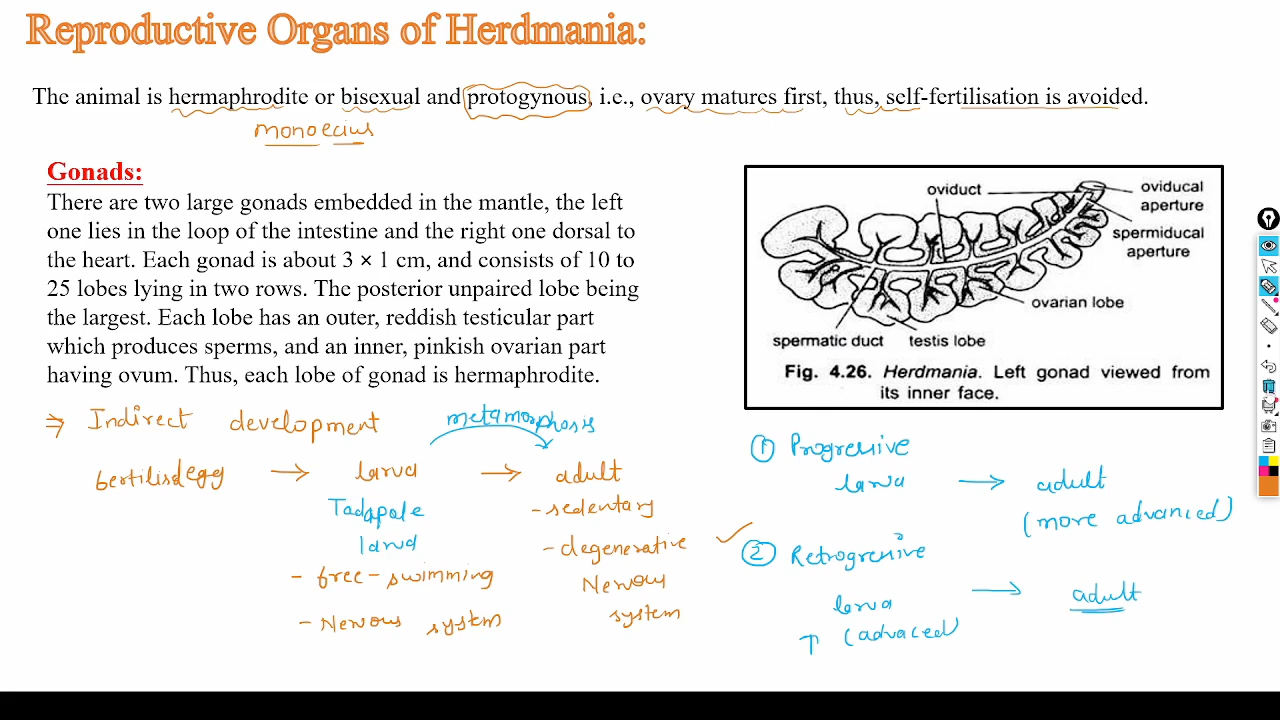 Reproductive Organs of Herdmania:
The animal is hermaphrodite or bisexual and protogynous, i.e., ovary matures first, thus, self-fertilisation is avoided.
monoecius
Gonads:
There are two large gonads embedded in the mantle, the left
one lies in the loop of the intestine and the right one dorsal to
the heart. Each gonad is about 3 × 1 cm, and consists of 10 to
25 lobes lying in two rows. The posterior unpaired lobe being
the largest. Each lobe has an outer, reddish testicular part
which produces sperms, and an inner, pinkish ovarian part
having ovum. Thus, each lobe of gonad is hermaphrodite.
oviduct
oviducal
aperture
spermiducal
aperture
ovarian lobe
spermatic duct testis lobe
Fig. 4.26. Herdmania. Left gonad viewed from
its inner face.
⇒ Indirect development
metamorphosis
fertilised egg → larva → adult
Tadapole
larva
- free-swimming
- Nervous system
- sedentary
- degenerative
Nervous
system
① Progressive
larva → adult
(more advanced)
② Retrogressive
larva → adult
↑ (advaced)